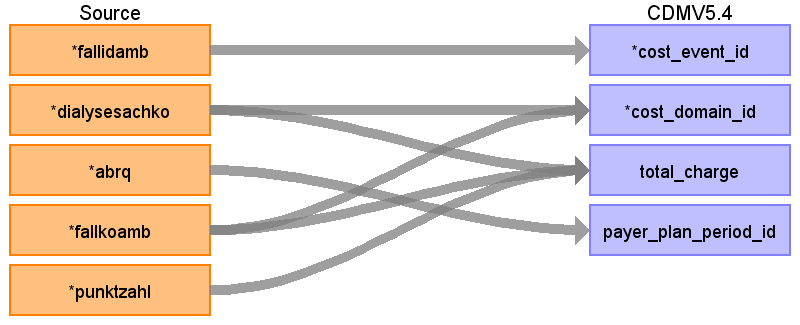 Source
CDMV5.4
*fallidamb
*cost_event_id
*dialysesachko
*cost_domain_id
*abrq
total_charge
*fallkoamb
payer_plan_period_id
*punktzahl